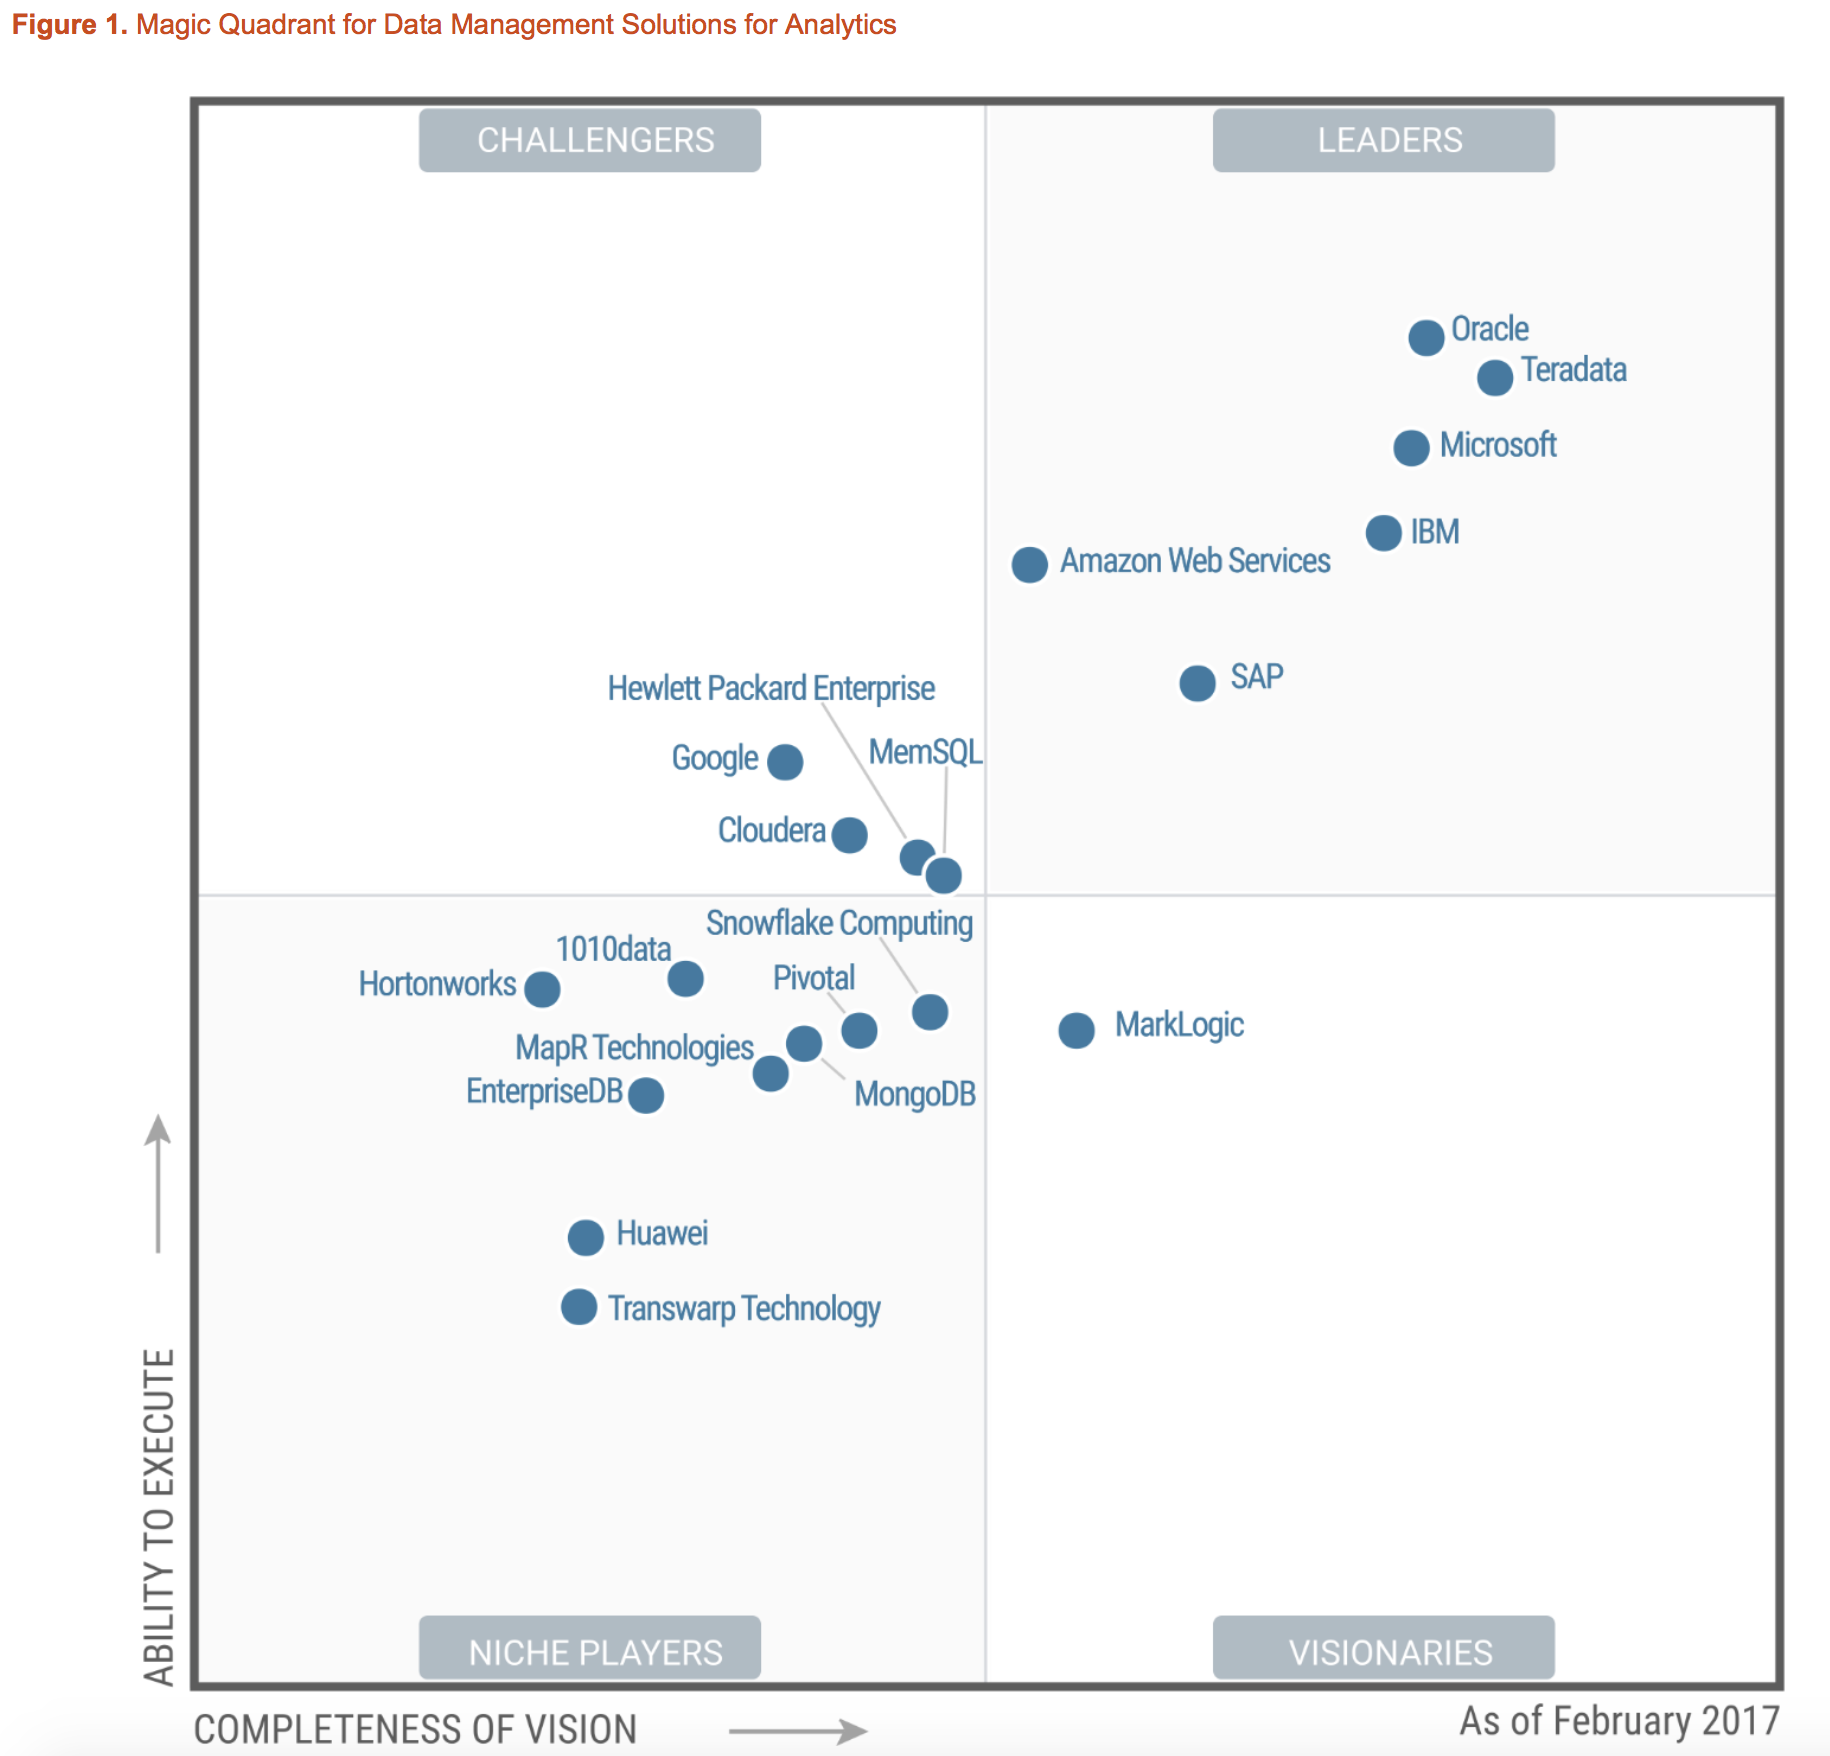 Figure 1. Magic Quadrant for Data Management Solutions for Analytics
CHALLENGERS
LEADERS
Oracle
Teradata
Microsoft
IBM
Amazon Web Services
SAP
Hewlett Packard Enterprise
MemSQL
Google
Cloudera
Snowflake Computing
1010data
Pivotal
Hortonworks
MarkLogic
MapR Technologies
EnterpriseDB
MongoDB
Huawei
Transwarp Technology
ABILITY TO EXECUTE
NICHE PLAYERS
VISIONARIES
COMPLETENESS OF VISION
As of February 2017